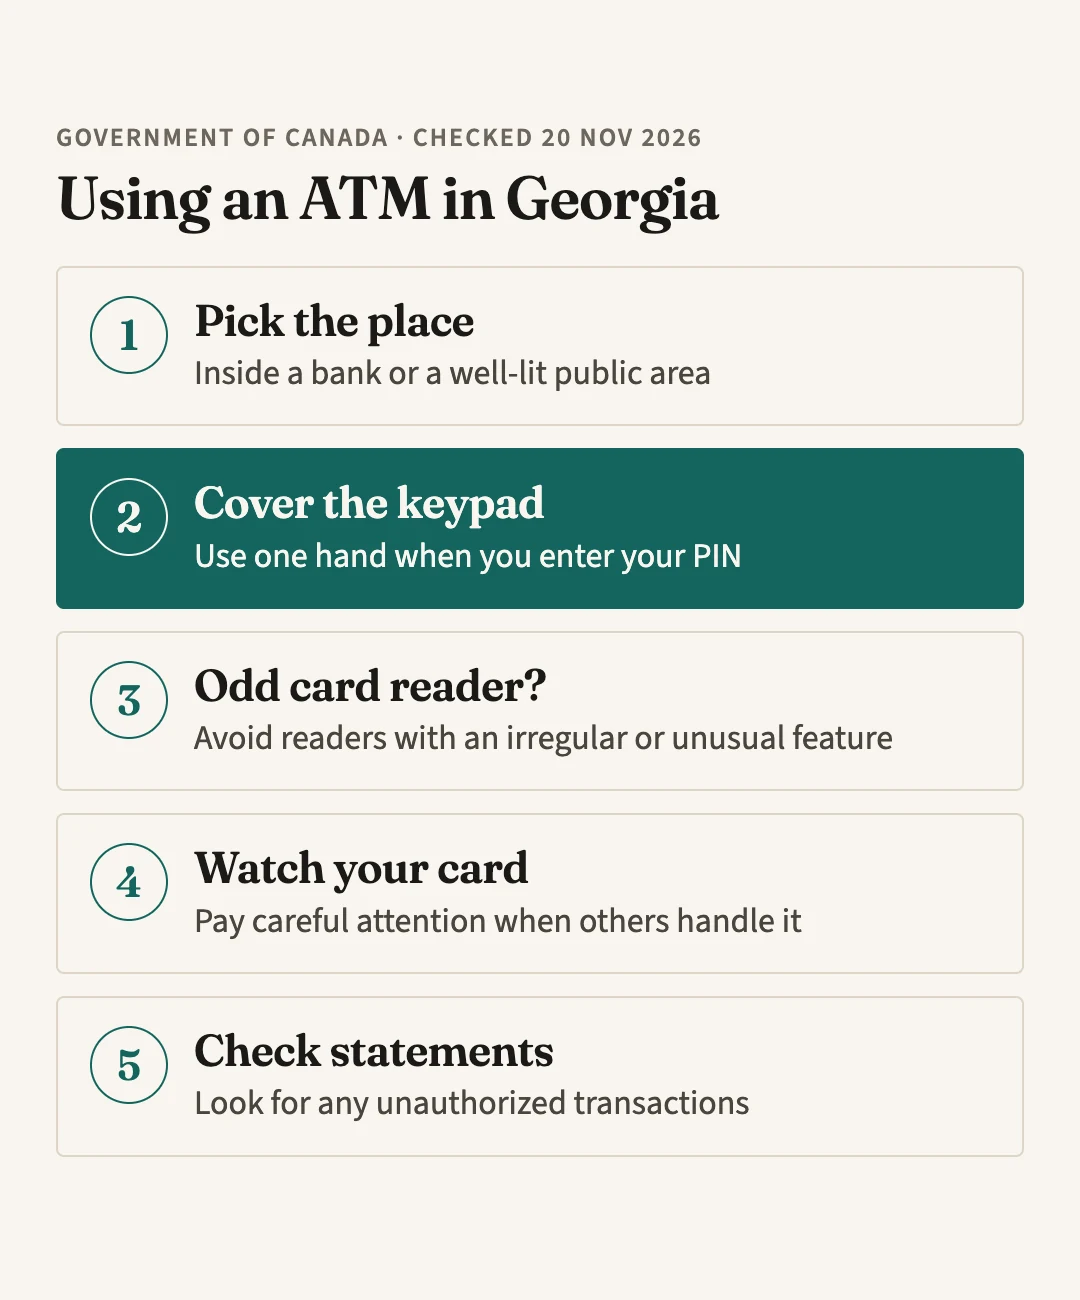 GOVERNMENT OF CANADA · CHECKED 20 NOV 2026
Using an ATM in Georgia
1
Pick the place
Inside a bank or a well-lit public area
2
Cover the keypad
Use one hand when you enter your PIN
3
Odd card reader?
Avoid readers with an irregular or unusual feature
4
Watch your card
Pay careful attention when others handle it
5
Check statements
Look for any unauthorized transactions